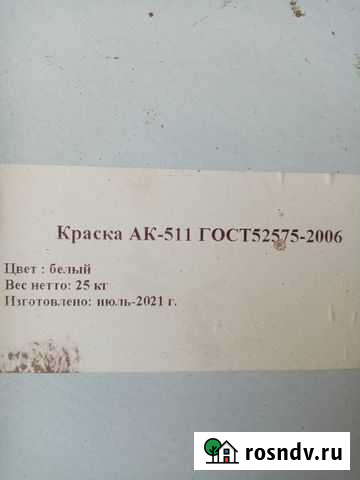 Краска АК-511 ГОСТ52575-2006
Цвет : белый
Вес нетто: 25 кг
Изготовлено: июль-2021 г.
rosndv.ru